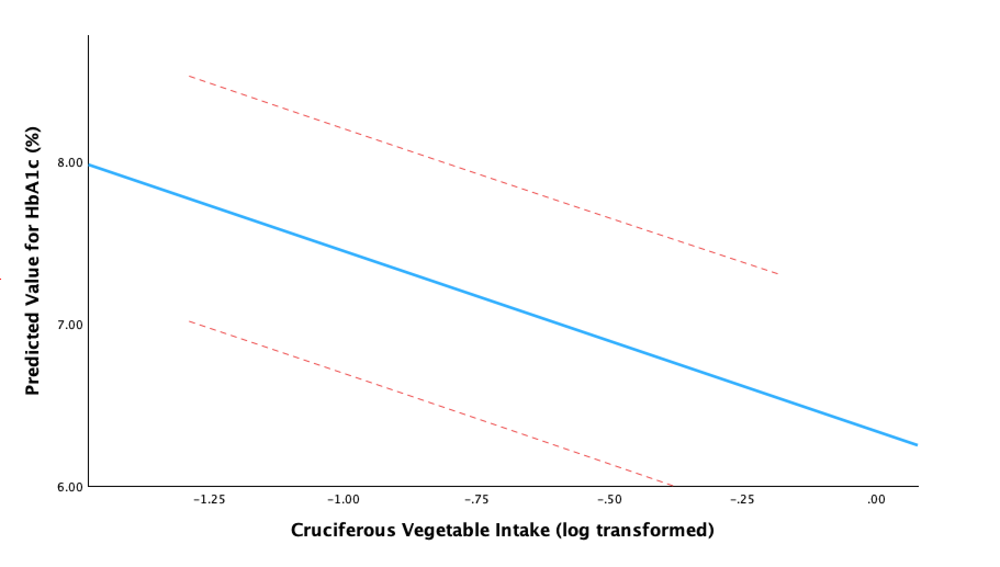 Predicted Value for HbA1c (%)
8.00
7.00
6.00
-1.25 -1.00 -.75 -.50 -.25 .00
Cruciferous Vegetable Intake (log transformed)